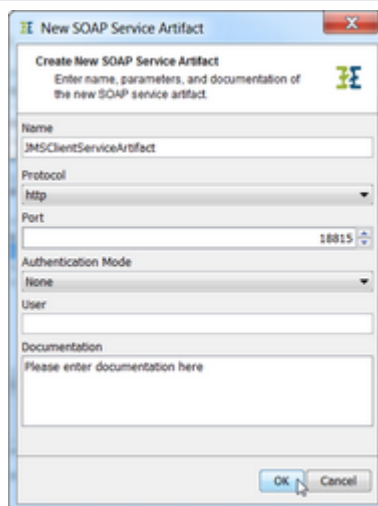 New SOAP Service Artifact
Create New SOAP Service Artifact
Enter name, parameters, and documentation of
the new SOAP service artifact.
Name
JMSClientServiceArtifact
Protocol
http
Port
18815
Authentication Mode
None
User
Documentation
Please enter documentation here
OK
Cancel